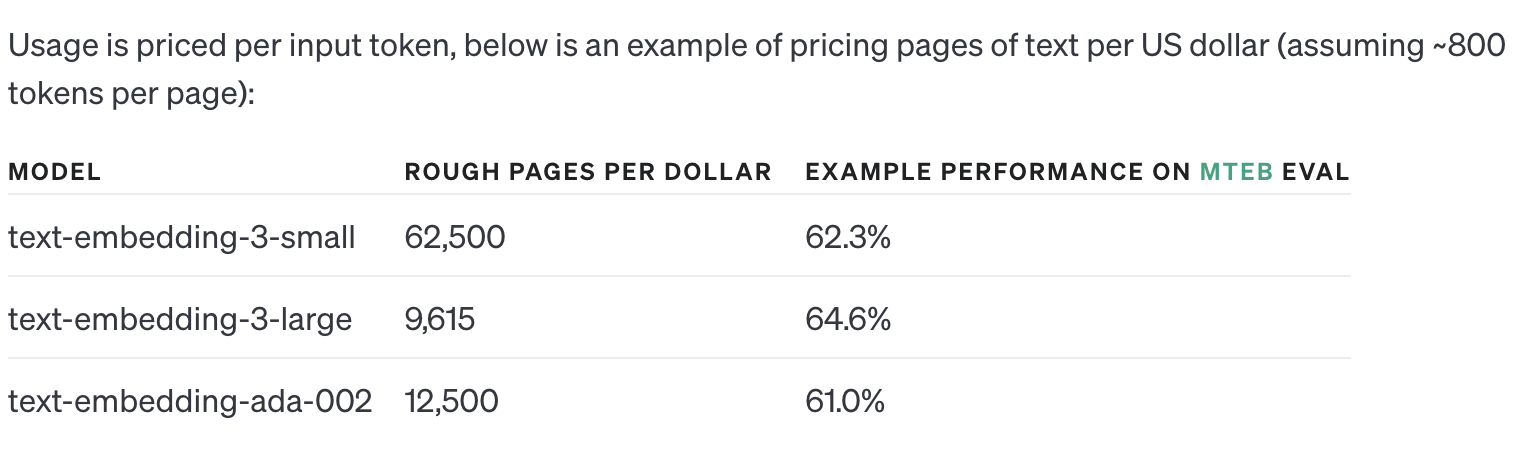 Usage is priced per input token, below is an example of pricing pages of text per US dollar (assuming ~800
tokens per page):
MODEL ROUGH PAGES PER DOLLAR EXAMPLE PERFORMANCE ON MTEB EVAL
text-embedding-3-small 62,500 62.3%
text-embedding-3-large 9,615 64.6%
text-embedding-ada-002 12,500 61.0%